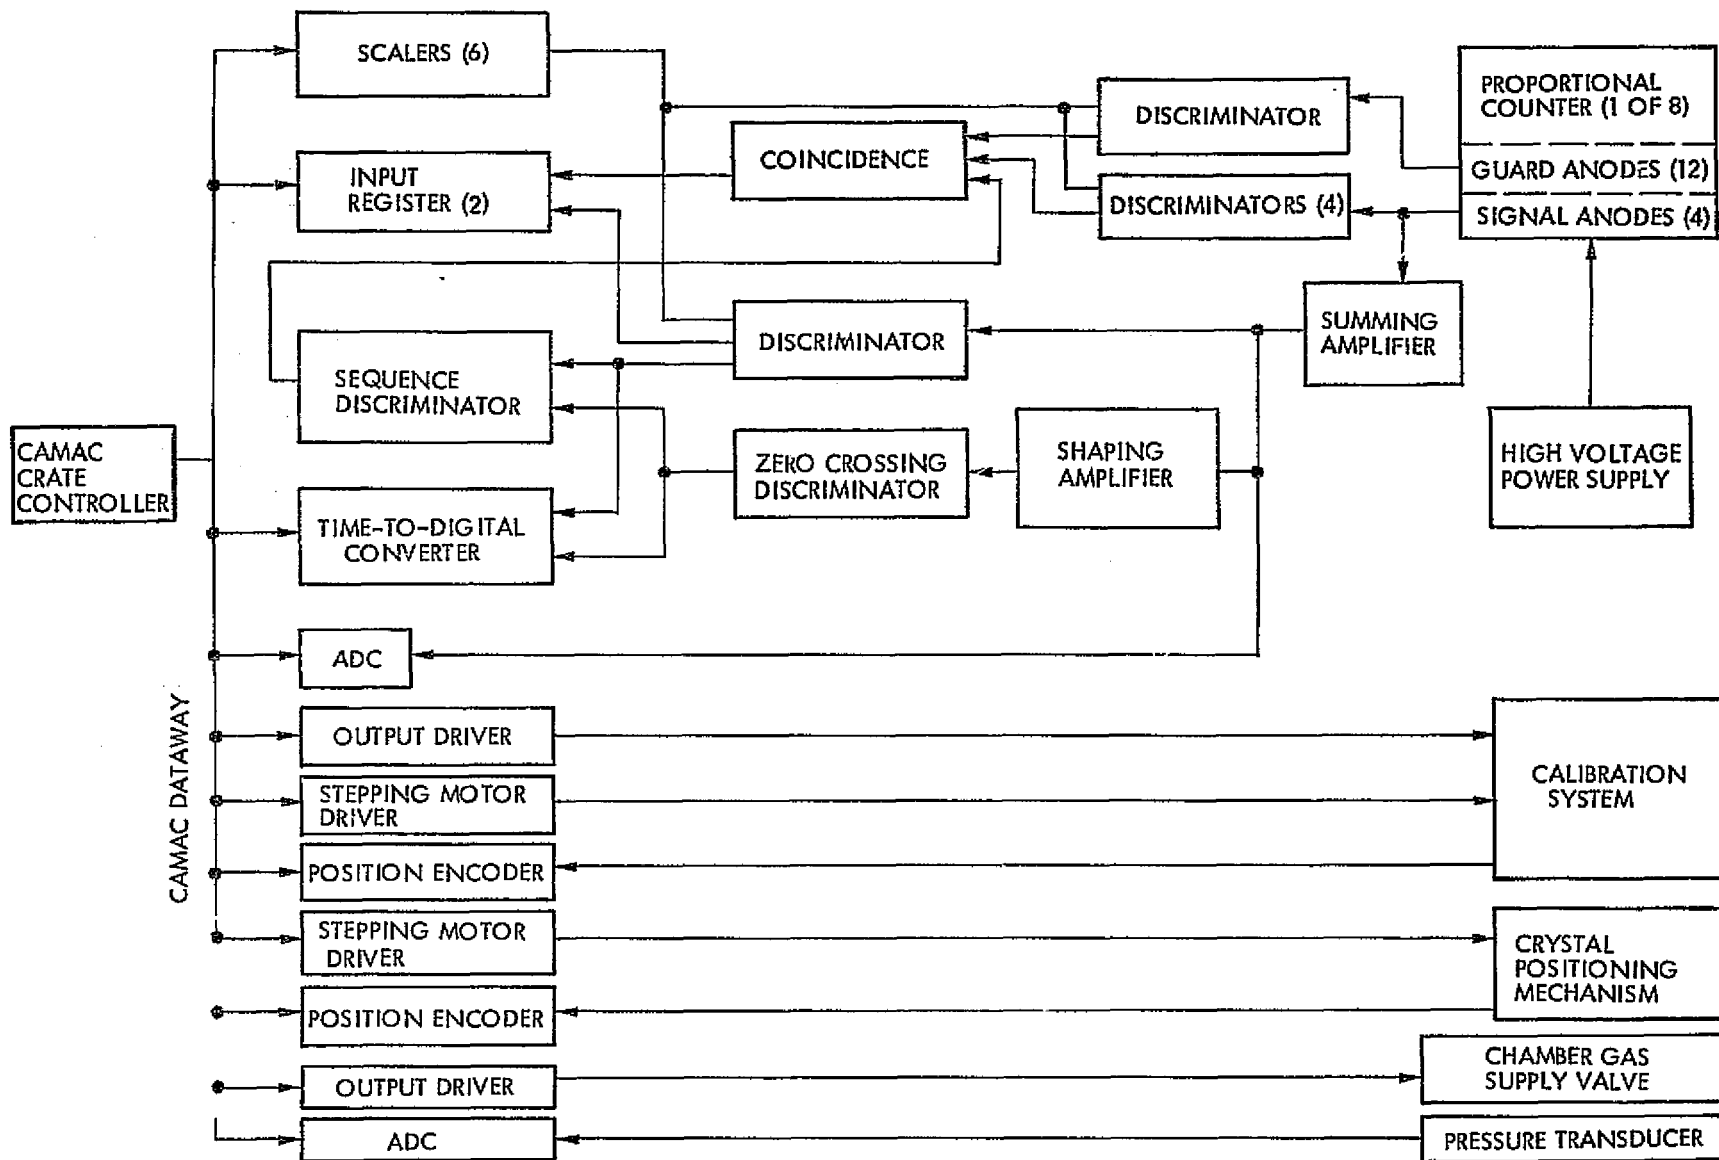 SCALERS (6)
PROPORTIONAL
COUNTER (1 OF 8)
DISCRIMINATOR
COINCIDENCE
INPUT
REGISTER (2)
GUARD ANODES (12)
DISCRIMINATORS (4)
SIGNAL ANODES (4)
SUMMING
AMPLIFIER
DISCRIMINATOR
SEQUENCE
DISCRIMINATOR
CAMAC
CRATE
CONTROLLER
ZERO CROSSING
DISCRIMINATOR
SHAPING
AMPLIFIER
HIGH VOLTAGE
POWER SUPPLY
TIME-TO-DIGITAL
CONVERTER
ADC
CAMAC DATAWAY
OUTPUT DRIVER
STEPPING MOTOR
DRIVER
CALIBRATION
SYSTEM
POSITION ENCODER
STEPPING MOTOR
DRIVER
CRYSTAL
POSITIONING
MECHANISM
POSITION ENCODER
CHAMBER GAS
SUPPLY VALVE
OUTPUT DRIVER
ADC
PRESSURE TRANSDUCER